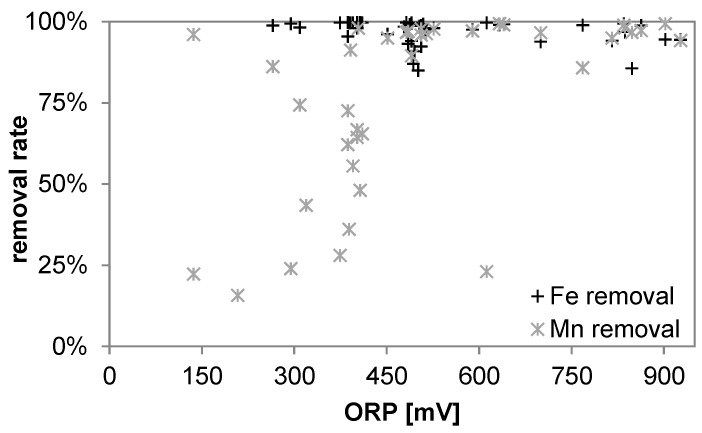 100%
75%
50%
25%
0%
removal rate
Fe removal
Mn removal
0 150 300 450 600 750 900
ORP [mV]